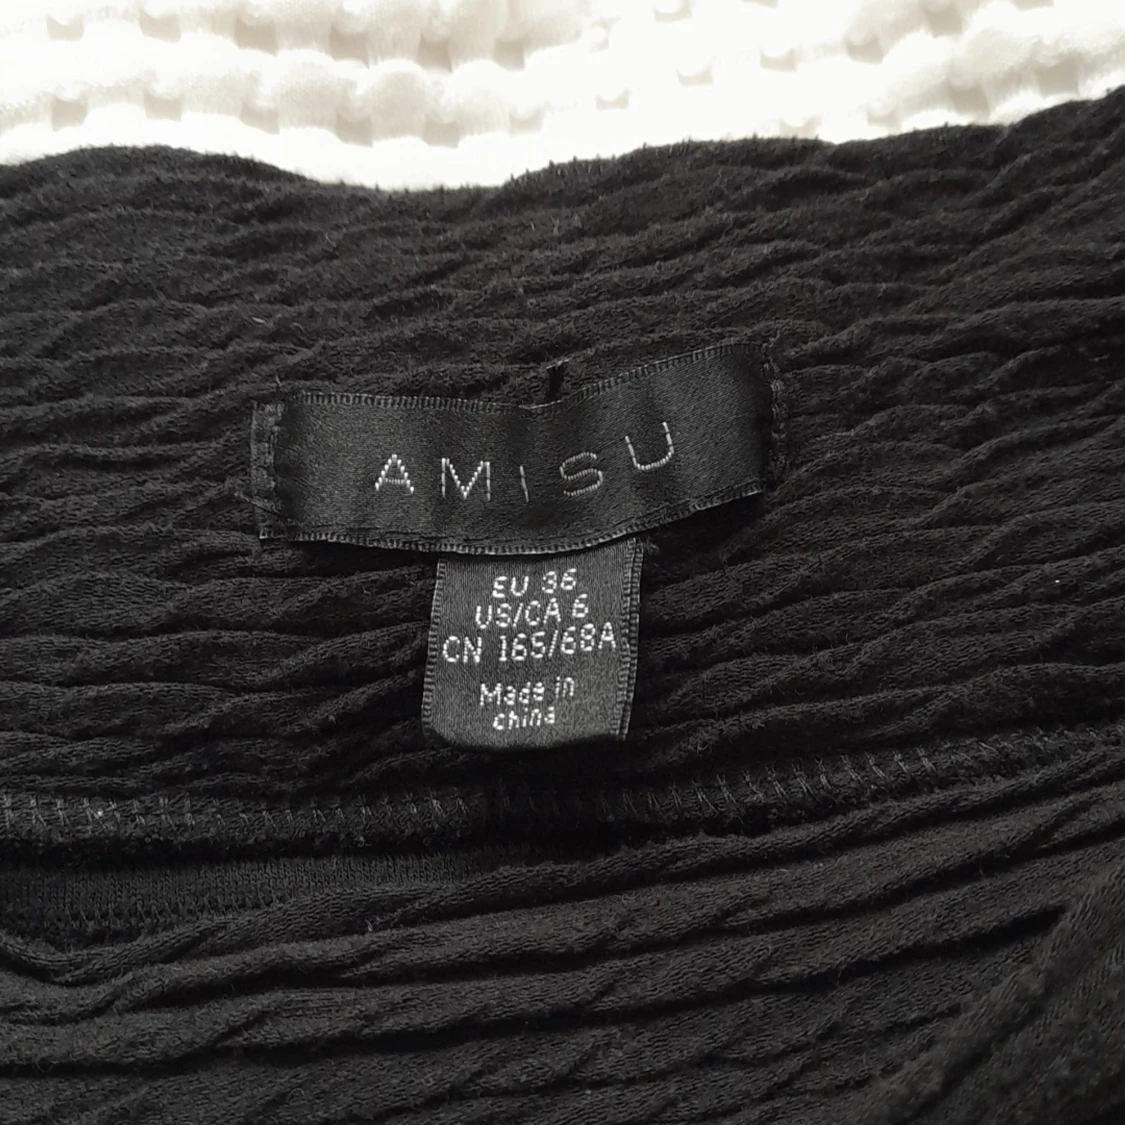 AMISU
EU 36
US/CA 6
CN 165/68A
Made in
china